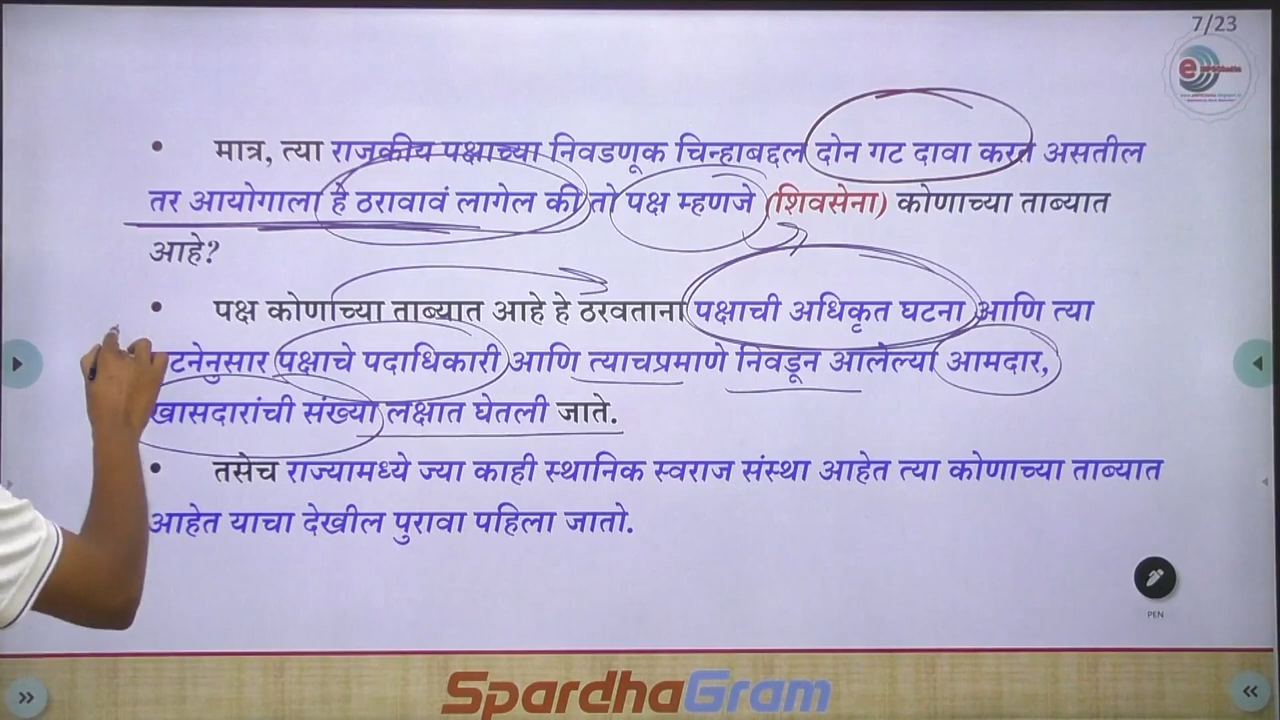 7/23
e
• मात्र, त्या राजकीय पक्षाच्या निवडणूक चिन्हाबद्दल दोन गट दावा करत असतील
तर आयोगाला हे ठरावावं लागेल की तो पक्ष म्हणजे (शिवसेना) कोणाच्या ताब्यात
आहे?
• पक्ष कोणाच्या ताब्यात आहे हे ठरवताना पक्षाची अधिकृत घटना आणि त्या
टनेनुसार पक्षाचे पदाधिकारी आणि त्याचप्रमाणे निवडून आलेल्या आमदार,
खासदारांची संख्या लक्षात घेतली जाते.
• तसेच राज्यामध्ये ज्या काही स्थानिक स्वराज संस्था आहेत त्या कोणाच्या ताब्यात
आहेत याचा देखील पुरावा पहिला जातो.
PEN
SpardhaGram